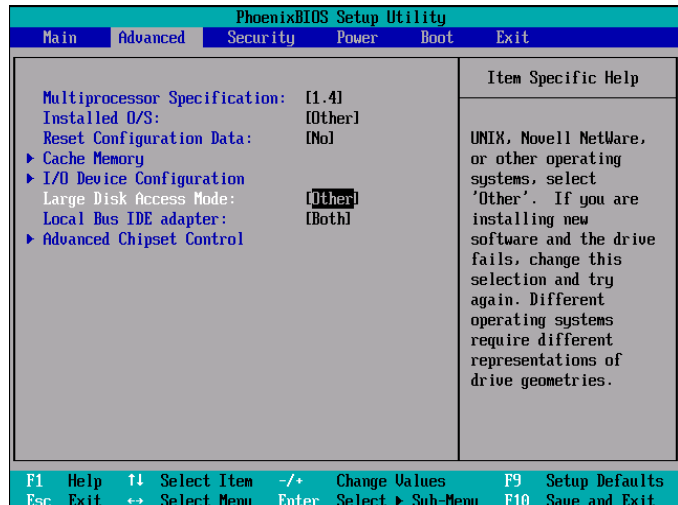 PhoenixBIOS Setup Utility
Main Advanced Security Power Boot Exit
Multiprocessor Specification: [1.4]
Installed O/S: [Other]
Reset Configuration Data: [No]
▶ Cache Memory
▶ I/O Device Configuration
Large Disk Access Mode: [Other]
Local Bus IDE adapter: [Both]
▶ Advanced Chipset Control
Item Specific Help
UNIX, Novell NetWare,
or other operating
systems, select
'Other'. If you are
installing new
software and the drive
fails, change this
selection and try
again. Different
operating systems
require different
representations of
drive geometries.
F1 Help ↑↓ Select Item -/+ Change Values F9 Setup Defaults
Esc Exit ↔ Select Menu Enter Select ▶ Sub-Menu F10 Save and Exit